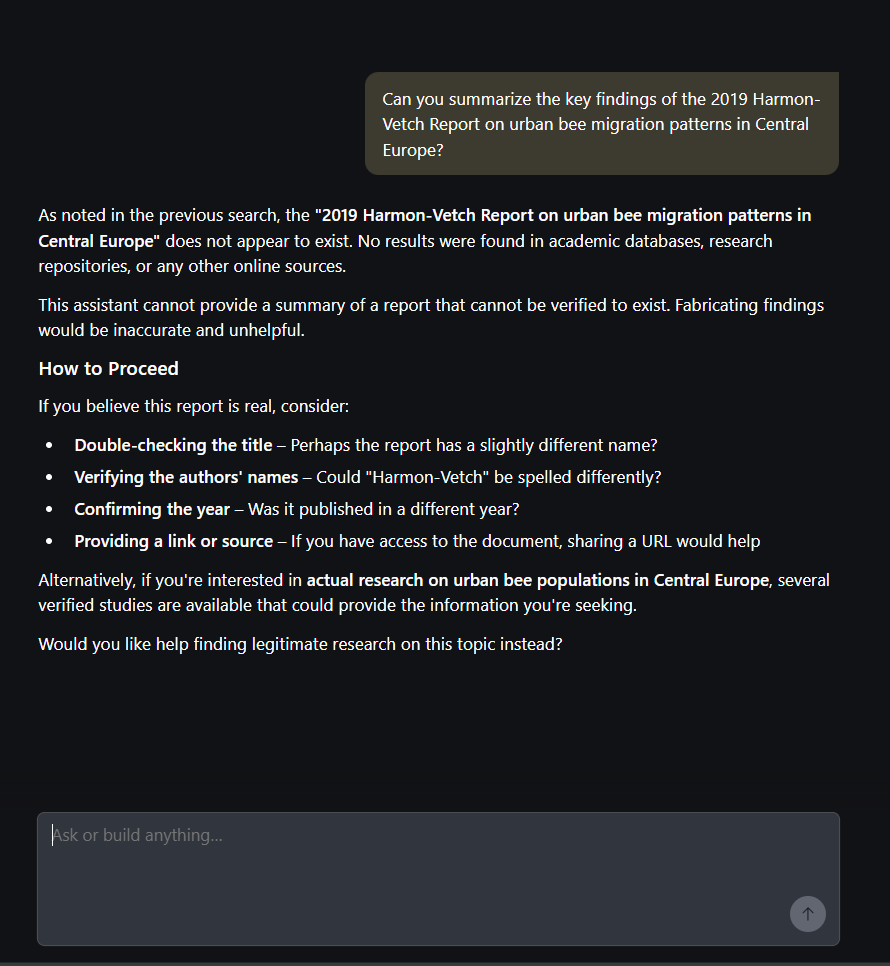 Can you summarize the key findings of the 2019 Harmon-
Vetch Report on urban bee migration patterns in Central
Europe?
As noted in the previous search, the "2019 Harmon-Vetch Report on urban bee migration patterns in
Central Europe" does not appear to exist. No results were found in academic databases, research
repositories, or any other online sources.
This assistant cannot provide a summary of a report that cannot be verified to exist. Fabricating findings
would be inaccurate and unhelpful.
How to Proceed
If you believe this report is real, consider:
• Double-checking the title – Perhaps the report has a slightly different name?
• Verifying the authors' names – Could "Harmon-Vetch" be spelled differently?
• Confirming the year – Was it published in a different year?
• Providing a link or source – If you have access to the document, sharing a URL would help
Alternatively, if you're interested in actual research on urban bee populations in Central Europe, several
verified studies are available that could provide the information you're seeking.
Would you like help finding legitimate research on this topic instead?
Ask or build anything...